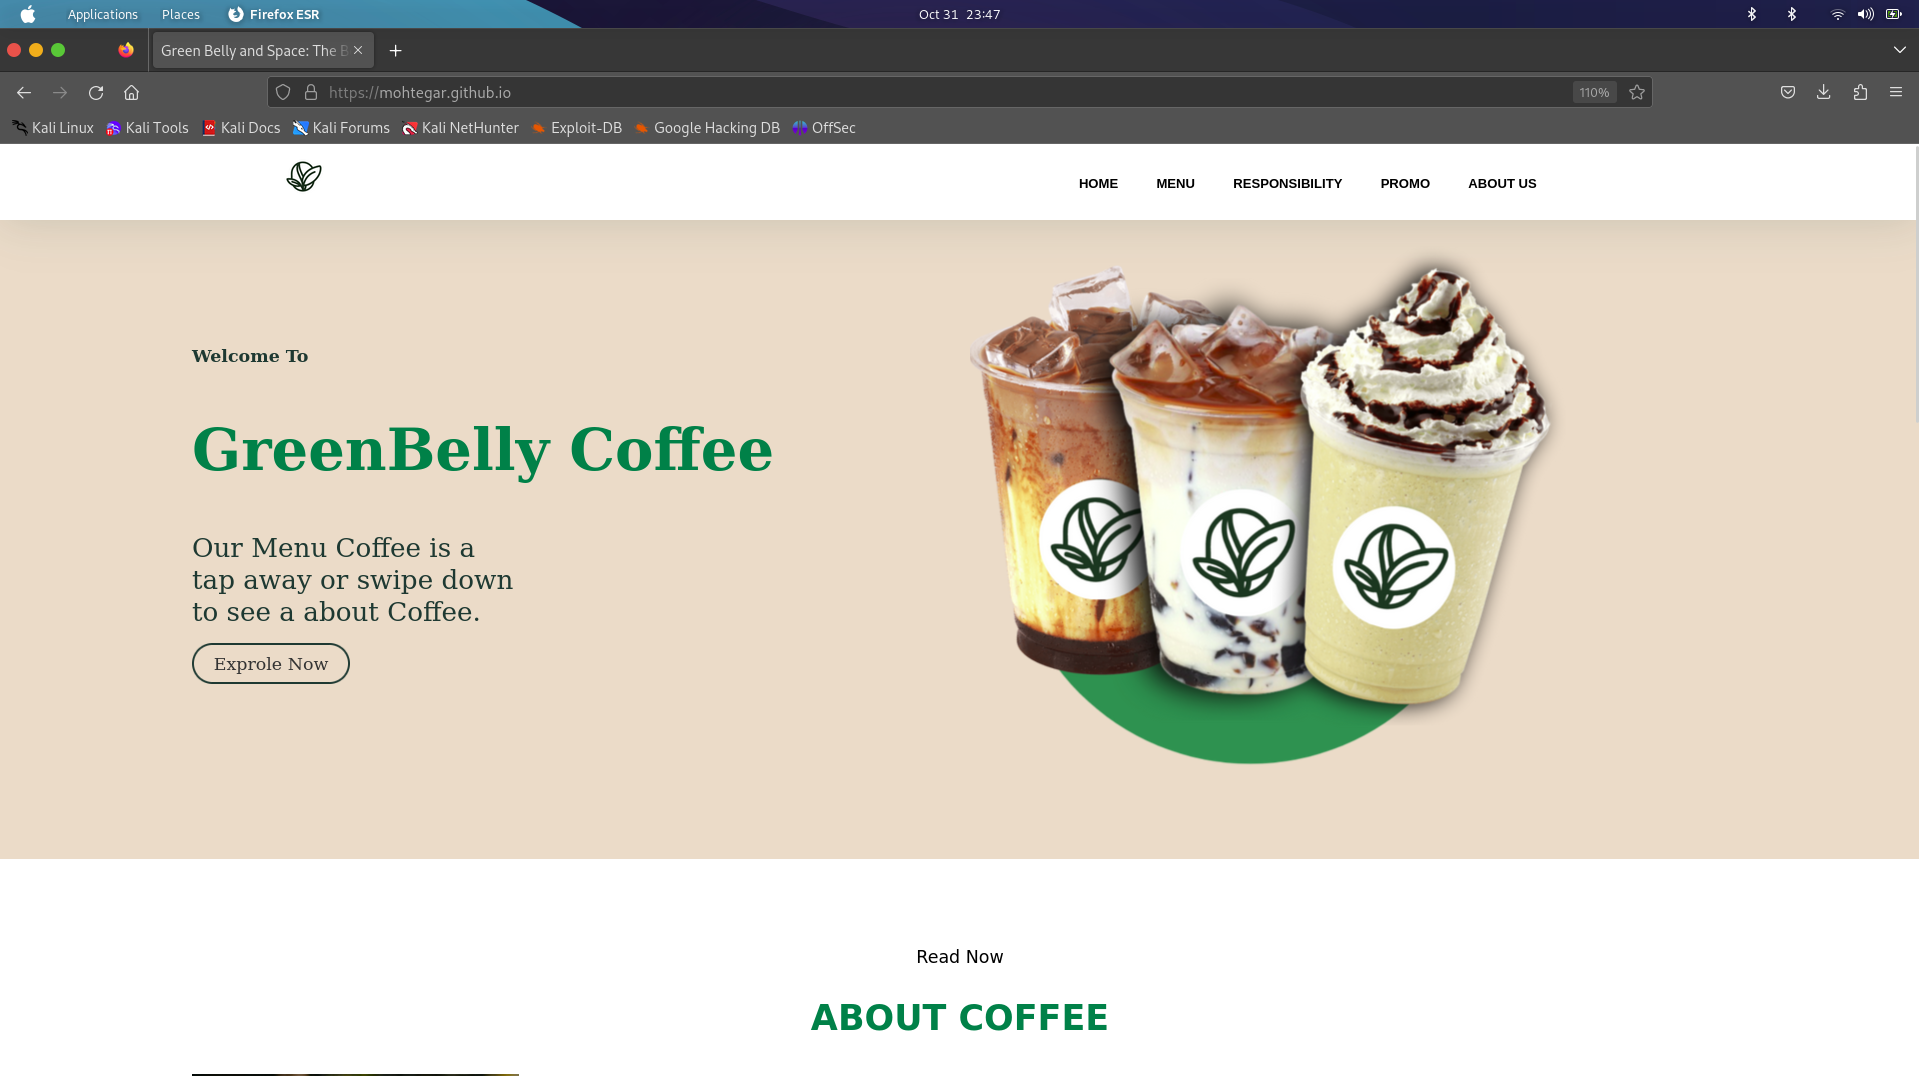 Applications Places Firefox ESR Oct 31 23:47
Green Belly and Space: The B
https://mohtegar.github.io 110%
Kali Linux Kali Tools Kali Docs Kali Forums Kali NetHunter Exploit-DB Google Hacking DB OffSec
HOME MENU RESPONSIBILITY PROMO ABOUT US
Welcome To
GreenBelly Coffee
Our Menu Coffee is a
tap away or swipe down
to see a about Coffee.
Exprole Now
Read Now
ABOUT COFFEE